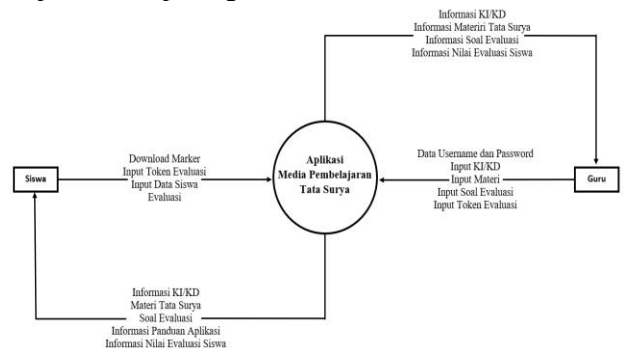 Informasi KI/KD
Informasi Materiri Tata Surya
Informasi Soal Evaluasi
Informasi Nilai Evaluasi Siswa
Download Marker
Input Token Evaluasi
Input Data Siswa
Evaluasi
Siswa
Aplikasi
Media Pembelajaran
Tata Surya
Data Username dan Password
Input KI/KD
Input Materi
Input Soal Evaluasi
Input Token Evaluasi
Guru
Informasi KI/KD
Materi Tata Surya
Soal Evaluasi
Informasi Panduan Aplikasi
Informasi Nilai Evaluasi Siswa